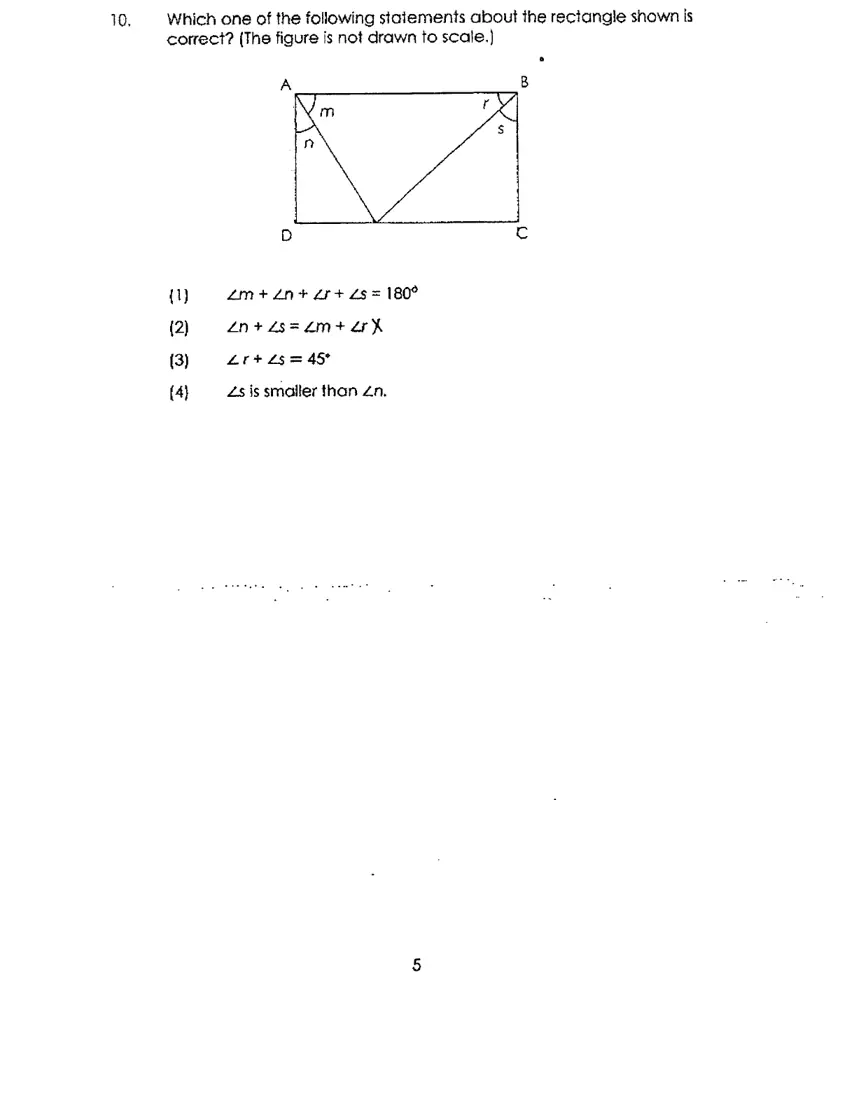 10. Which one of the following statements about the rectangle shown is
correct? (The figure is not drawn to scale.)
A B
m r
n s
D C
(1) ∠m + ∠n + ∠r + ∠s = 180°
(2) ∠n + ∠s = ∠m + ∠r X
(3) ∠r + ∠s = 45°
(4) ∠s is smaller than ∠n.
5